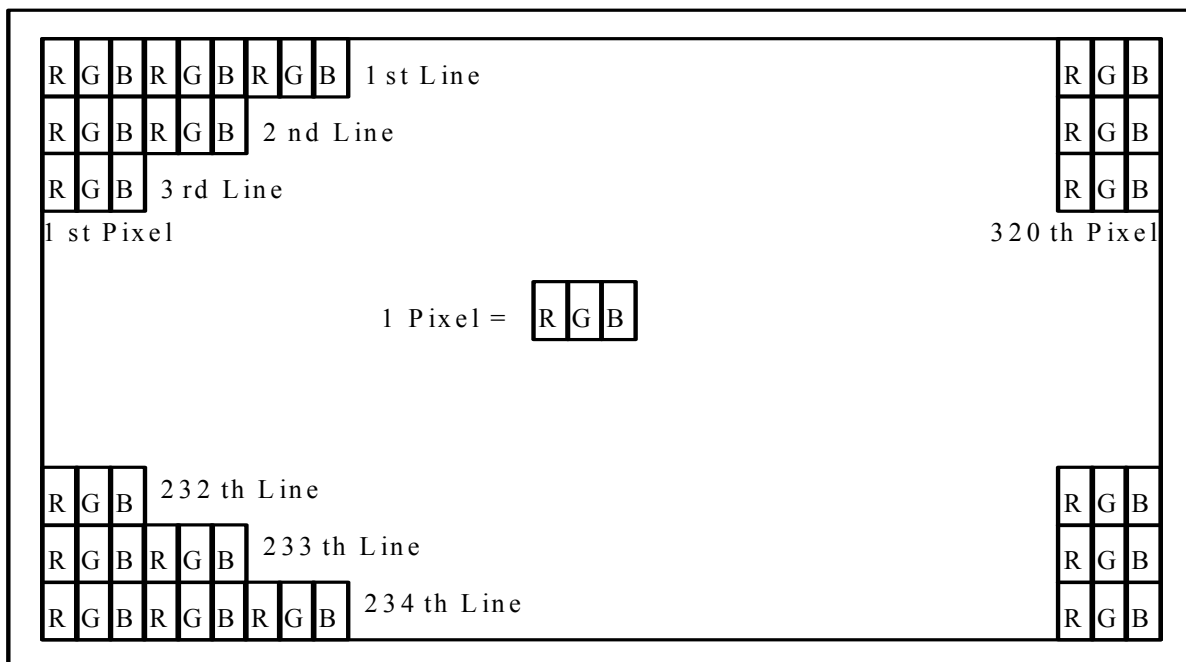 R G B R G B R G B 1 st Line R G B
R G B R G B 2 nd Line R G B
R G B 3 rd Line R G B
1 st Pixel 320 th Pixel
1 Pixel = R G B
R G B 232 th Line R G B
R G B R G B 233 th Line R G B
R G B R G B R G B 234 th Line R G B